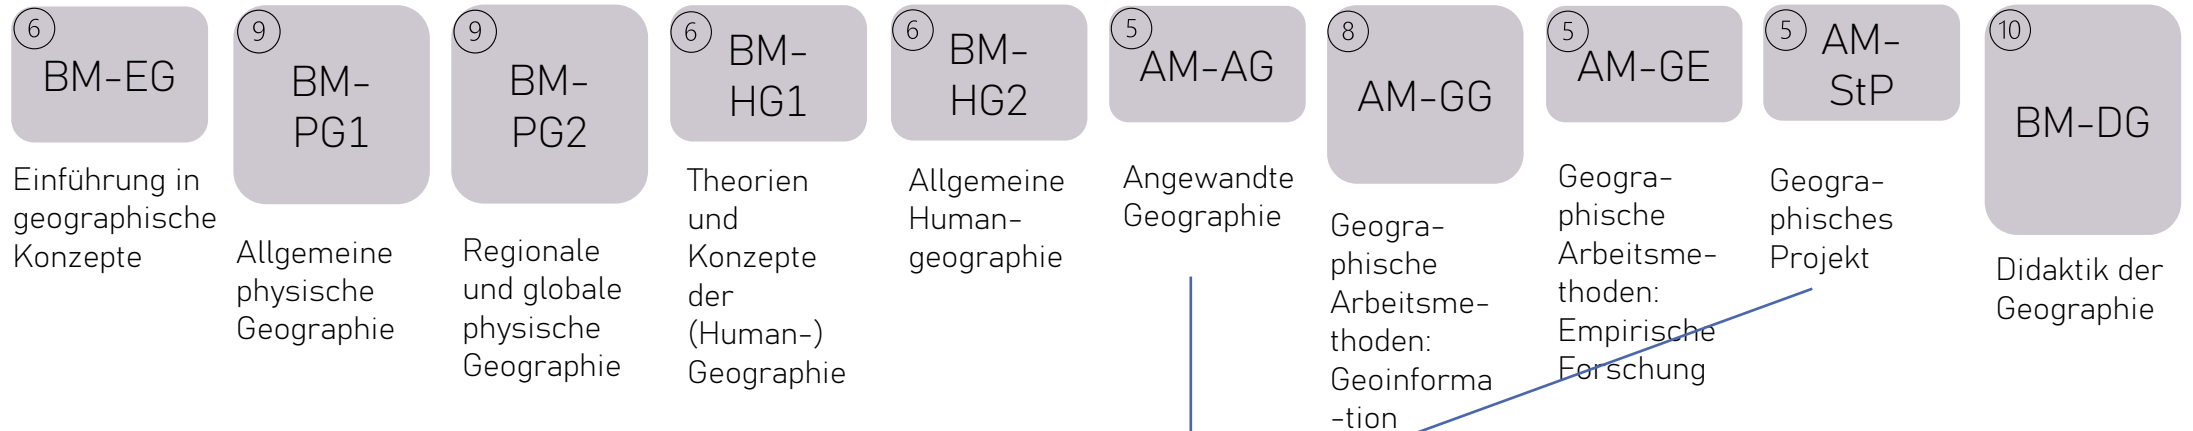 6
BM-EG
Einführung in
geographische
Konzepte
9
BM-
PG1
Allgemeine
physische
Geographie
9
BM-
PG2
Regionale
und globale
physische
Geographie
6
BM-
HG1
Theorien
und
Konzepte
der
(Human-)
Geographie
6
BM-
HG2
Allgemeine
Human-
geographie
5
AM-AG
Angewandte
Geographie
8
AM-GG
Geogra-
phische
Arbeitsme-
thoden:
Geoinforma
-tion
5
AM-GE
Geogra-
phische
Arbeitsme-
thoden:
Empirische
Forschung
5
AM-
StP
Geogra-
phisches
Projekt
10
BM-DG
Didaktik der
Geographie